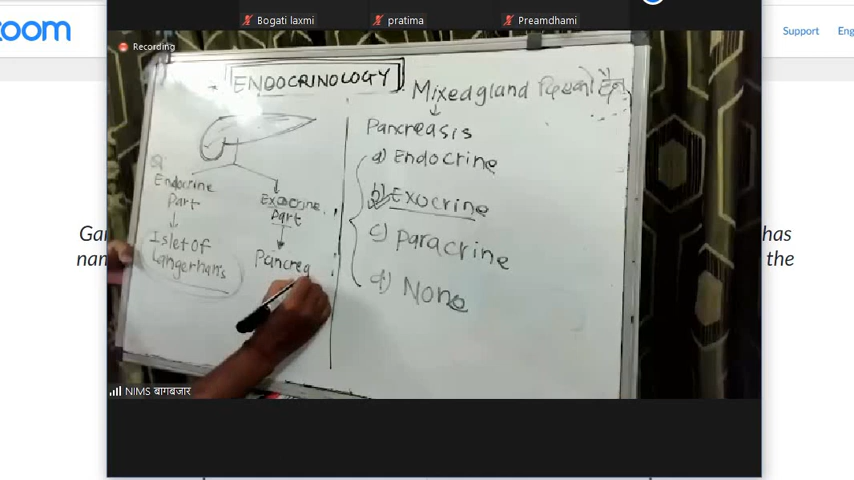 zoom
Support
Eng
Bogati laxmi
pratima
Preamdhami
Recording
ENDOCRINOLOGY
Mixedgland
Pancreasis
a) Endocrine
b) Exocrine
c) Paracrine
d) None
Endocrine
Part
Islet of
Langerhan's
Exocrine
Part
Pancrea
Gar
nam
has
the
NIMS बागबजार